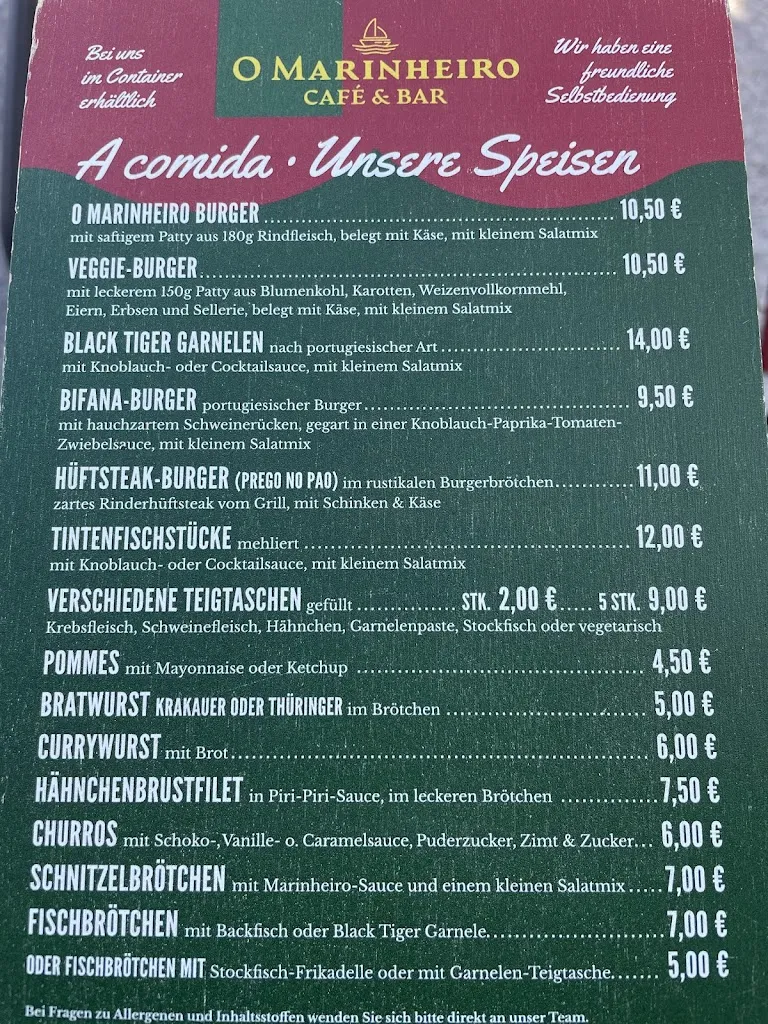 Bei uns
im Container
erhältlich
O MARINHEIRO
CAFÉ & BAR
Wir haben eine
freundliche
Selbstbedienung
A comida · Unsere Speisen
O MARINHEIRO BURGER 10,50 €
mit saftigem Patty aus 180g Rindfleisch, belegt mit Käse, mit kleinem Salatmix
VEGGIE-BURGER 10,50 €
mit leckerem 150g Patty aus Blumenkohl, Karotten, Weizenvollkornmehl,
Eiern, Erbsen und Sellerie, belegt mit Käse, mit kleinem Salatmix
BLACK TIGER GARNELEN nach portugiesischer Art 14,00 €
mit Knoblauch- oder Cocktailsauce, mit kleinem Salatmix
BIFANA-BURGER portugiesischer Burger 9,50 €
mit hauchzartem Schweinerücken, gegart in einer Knoblauch-Paprika-Tomaten-
Zwiebelsauce, mit kleinem Salatmix
HÜFTSTEAK-BURGER (PREGO NO PAO) im rustikalen Burgerbrötchen 11,00 €
zartes Rinderhüftsteak vom Grill, mit Schinken & Käse
TINTENFISCHSTÜCKE mehliert 12,00 €
mit Knoblauch- oder Cocktailsauce, mit kleinem Salatmix
VERSCHIEDENE TEIGTASCHEN gefüllt STK. 2,00 € 5 STK. 9,00 €
Krebsfleisch, Schweinefleisch, Hähnchen, Garnelenpaste, Stockfisch oder vegetarisch
POMMES mit Mayonnaise oder Ketchup 4,50 €
BRATWURST KRAKAUER ODER THÜRINGER im Brötchen 5,00 €
CURRYWURST mit Brot 6,00 €
HÄHNCHENBRUSTFILET in Piri-Piri-Sauce, im leckeren Brötchen 7,50 €
CHURROS mit Schoko-,Vanille- o. Caramelsauce, Puderzucker, Zimt & Zucker 6,00 €
SCHNITZELBRÖTCHEN mit Marinheiro-Sauce und einem kleinen Salatmix 7,00 €
FISCHBRÖTCHEN mit Backfisch oder Black Tiger Garnele 7,00 €
ODER FISCHBRÖTCHEN MIT Stockfisch-Frikadelle oder mit Garnelen-Teigtasche 5,00 €
Bei Fragen zu Allergenen und Inhaltsstoffen wenden Sie sich bitte direkt an unser Team.